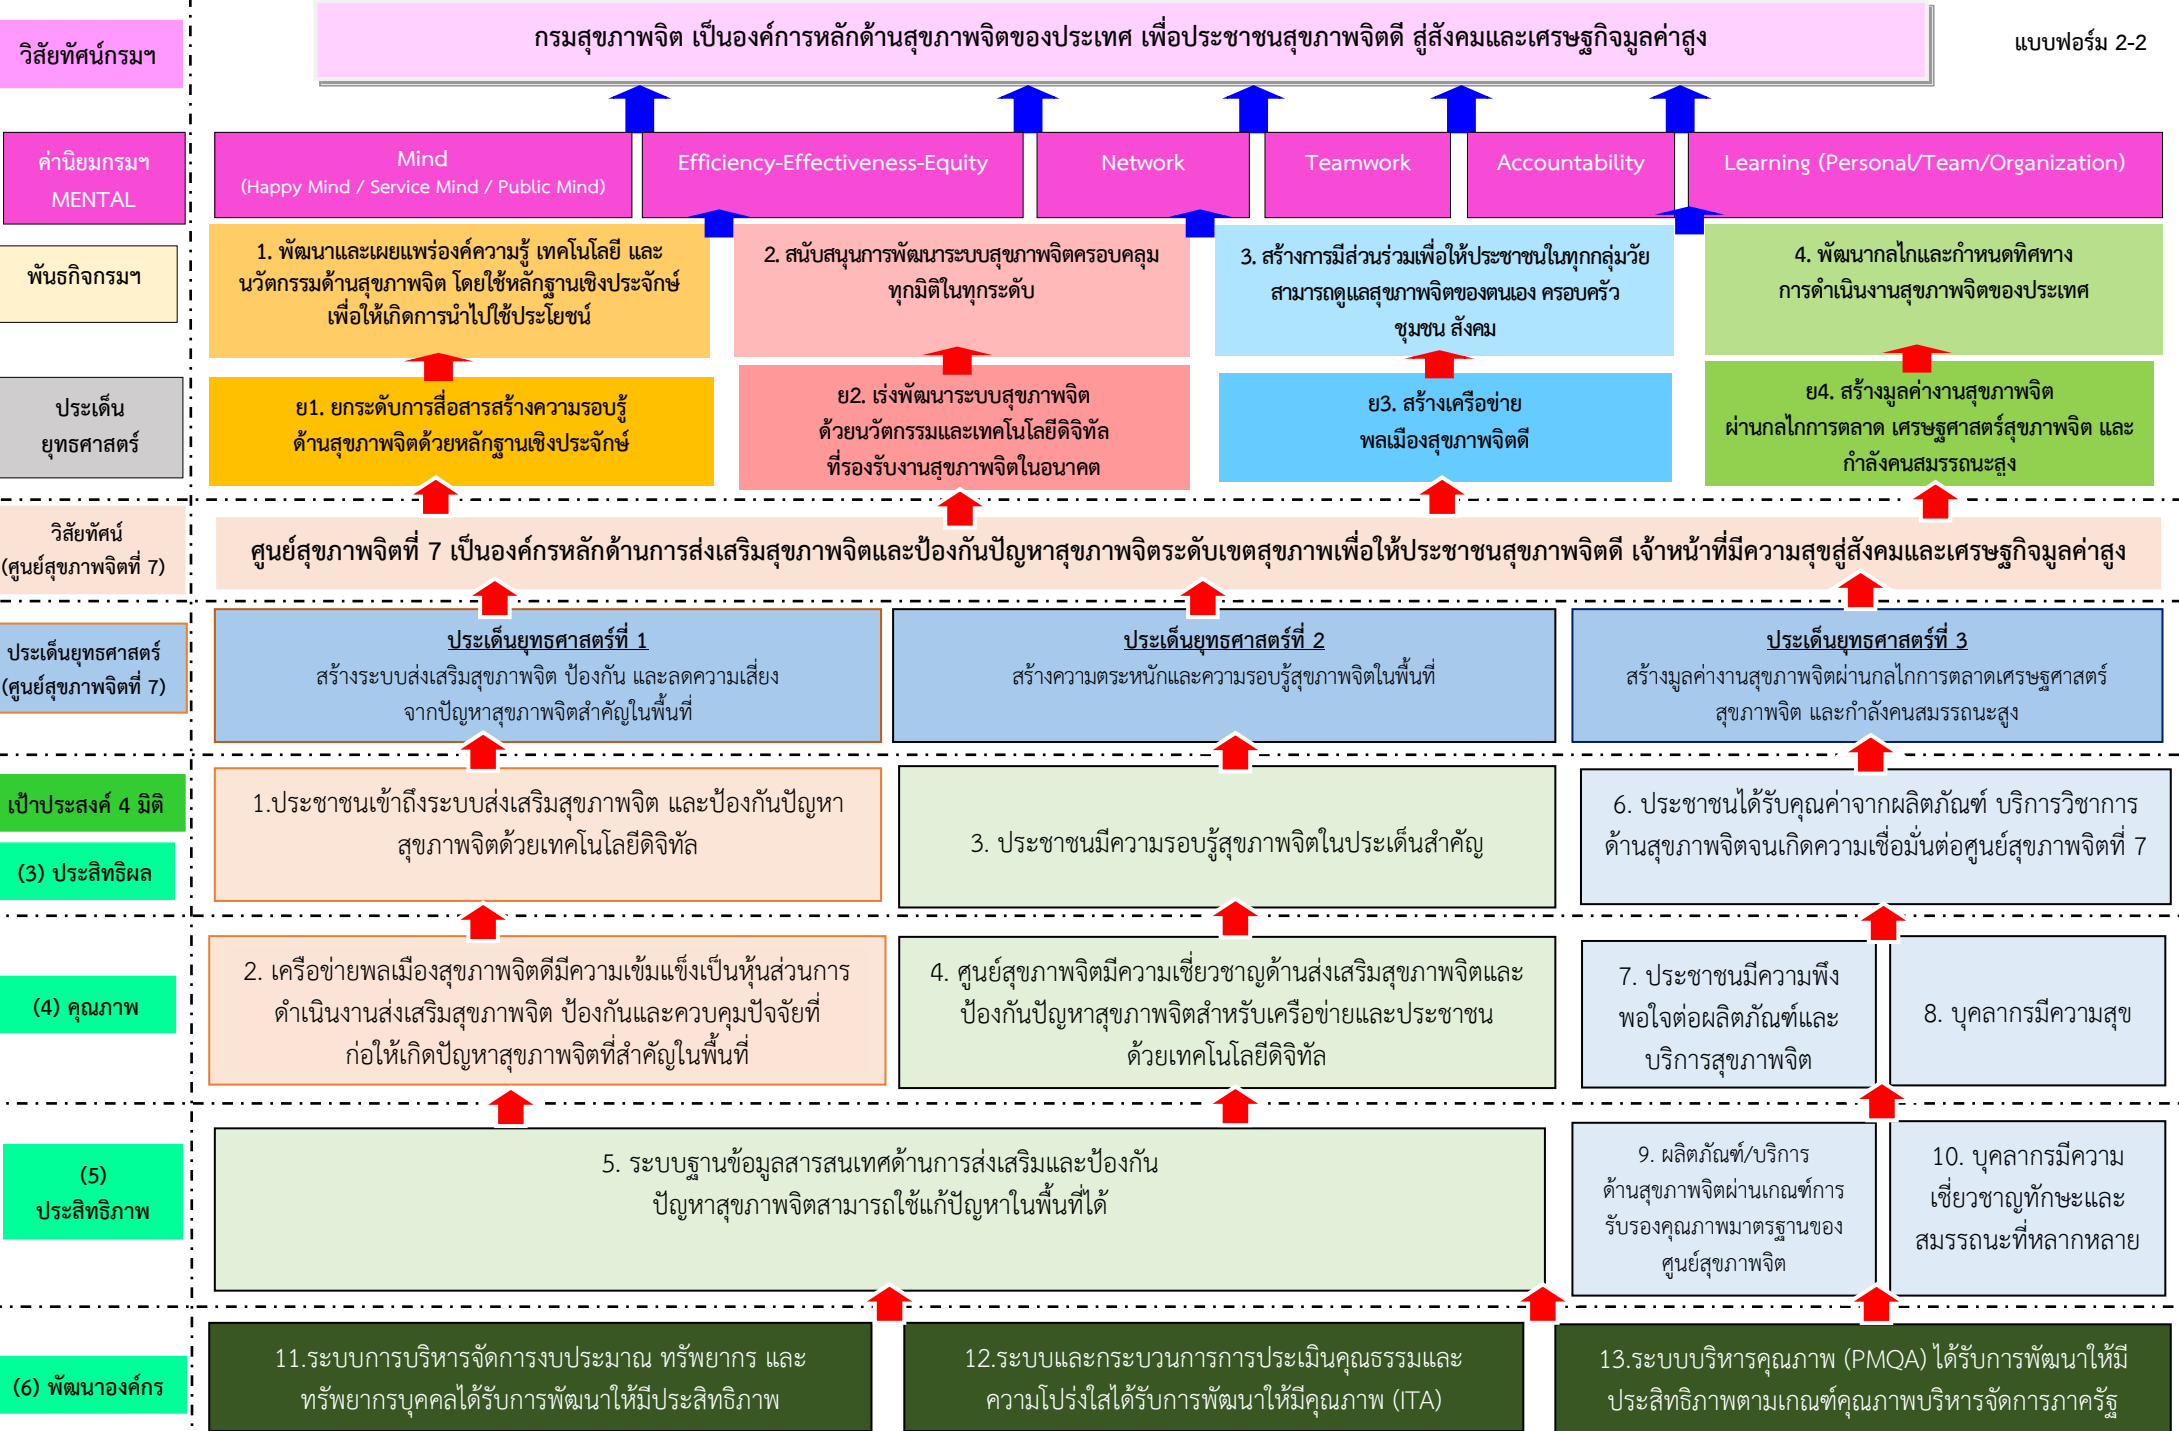 วิสัยทัศน์กรมฯ
กรมสุขภาพจิต เป็นองค์การหลักด้านสุขภาพจิตของประเทศ เพื่อประชาชนสุขภาพจิตดี สู่สังคมและเศรษฐกิจมูลค่าสูง
แบบฟอร์ม 2-2
ค่านิยมกรมฯ
MENTAL
Mind
(Happy Mind / Service Mind / Public Mind)
Efficiency-Effectiveness-Equity
Network
Teamwork
Accountability
Learning (Personal/Team/Organization)
พันธกิจกรมฯ
1. พัฒนาและเผยแพร่องค์ความรู้ เทคโนโลยี และ
นวัตกรรมด้านสุขภาพจิต โดยใช้หลักฐานเชิงประจักษ์
เพื่อให้เกิดการนำไปใช้ประโยชน์
2. สนับสนุนการพัฒนาระบบสุขภาพจิตครอบคลุม
ทุกมิติในทุกระดับ
3. สร้างการมีส่วนร่วมเพื่อให้ประชาชนในทุกกลุ่มวัย
สามารถดูแลสุขภาพจิตของตนเอง ครอบครัว
ชุมชน สังคม
4. พัฒนากลไกและกำหนดทิศทาง
การดำเนินงานสุขภาพจิตของประเทศ
ประเด็น
ยุทธศาสตร์
ย1. ยกระดับการสื่อสารสร้างความรอบรู้
ด้านสุขภาพจิตด้วยหลักฐานเชิงประจักษ์
ย2. เร่งพัฒนาระบบสุขภาพจิต
ด้วยนวัตกรรมและเทคโนโลยีดิจิทัล
ที่รองรับงานสุขภาพจิตในอนาคต
ย3. สร้างเครือข่าย
พลเมืองสุขภาพจิตดี
ย4. สร้างมูลค่างานสุขภาพจิต
ผ่านกลไกการตลาด เศรษฐศาสตร์สุขภาพจิต และ
กำลังคนสมรรถนะสูง
วิสัยทัศน์
(ศูนย์สุขภาพจิตที่ 7)
ศูนย์สุขภาพจิตที่ 7 เป็นองค์กรหลักด้านการส่งเสริมสุขภาพจิตและป้องกันปัญหาสุขภาพจิตระดับเขตสุขภาพเพื่อให้ประชาชนสุขภาพจิตดี เจ้าหน้าที่มีความสุขสู่สังคมและเศรษฐกิจมูลค่าสูง
ประเด็นยุทธศาสตร์
(ศูนย์สุขภาพจิตที่ 7)
ประเด็นยุทธศาสตร์ที่ 1
สร้างระบบส่งเสริมสุขภาพจิต ป้องกัน และลดความเสี่ยง
จากปัญหาสุขภาพจิตสำคัญในพื้นที่
ประเด็นยุทธศาสตร์ที่ 2
สร้างความตระหนักและความรอบรู้สุขภาพจิตในพื้นที่
ประเด็นยุทธศาสตร์ที่ 3
สร้างมูลค่างานสุขภาพจิตผ่านกลไกการตลาดเศรษฐศาสตร์
สุขภาพจิต และกำลังคนสมรรถนะสูง
เป้าประสงค์ 4 มิติ
(3) ประสิทธิผล
1.ประชาชนเข้าถึงระบบส่งเสริมสุขภาพจิต และป้องกันปัญหา
สุขภาพจิตด้วยเทคโนโลยีดิจิทัล
3. ประชาชนมีความรอบรู้สุขภาพจิตในประเด็นสำคัญ
6. ประชาชนได้รับคุณค่าจากผลิตภัณฑ์ บริการวิชาการ
ด้านสุขภาพจิตจนเกิดความเชื่อมั่นต่อศูนย์สุขภาพจิตที่ 7
(4) คุณภาพ
2. เครือข่ายพลเมืองสุขภาพจิตดีมีความเข้มแข็งเป็นหุ้นส่วนการ
ดำเนินงานส่งเสริมสุขภาพจิต ป้องกันและควบคุมปัจจัยที่
ก่อให้เกิดปัญหาสุขภาพจิตที่สำคัญในพื้นที่
4. ศูนย์สุขภาพจิตมีความเชี่ยวชาญด้านส่งเสริมสุขภาพจิตและ
ป้องกันปัญหาสุขภาพจิตสำหรับเครือข่ายและประชาชน
ด้วยเทคโนโลยีดิจิทัล
7. ประชาชนมีความพึง
พอใจต่อผลิตภัณฑ์และ
บริการสุขภาพจิต
8. บุคลากรมีความสุข
(5)
ประสิทธิภาพ
5. ระบบฐานข้อมูลสารสนเทศด้านการส่งเสริมและป้องกัน
ปัญหาสุขภาพจิตสามารถใช้แก้ปัญหาในพื้นที่ได้
9. ผลิตภัณฑ์/บริการ
ด้านสุขภาพจิตผ่านเกณฑ์การ
รับรองคุณภาพมาตรฐานของ
ศูนย์สุขภาพจิต
10. บุคลากรมีความ
เชี่ยวชาญทักษะและ
สมรรถนะที่หลากหลาย
(6) พัฒนาองค์กร
11.ระบบการบริหารจัดการงบประมาณ ทรัพยากร และ
ทรัพยากรบุคคลได้รับการพัฒนาให้มีประสิทธิภาพ
12.ระบบและกระบวนการการประเมินคุณธรรมและ
ความโปร่งใสได้รับการพัฒนาให้มีคุณภาพ (ITA)
13.ระบบบริหารคุณภาพ (PMQA) ได้รับการพัฒนาให้มี
ประสิทธิภาพตามเกณฑ์คุณภาพบริหารจัดการภาครัฐ